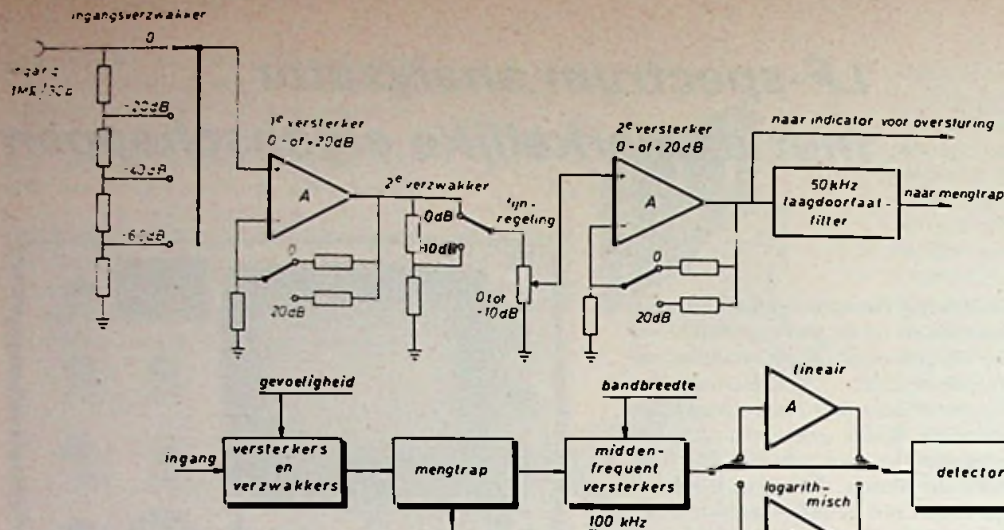 ingangsverzwakker
0
-20dB
-40dB
-60dB
1e versterker
0-of+20dB
+
A
-
0
20dB
2e verzwakker
0dB
-10dB
fijn-
regeling
0 tot
-10dB
2e versterker
0-of+20dB
+
A
-
0
20dB
naar indicator voor oversturing
50kHz
laagdoorlaat-
filter
naar mengtrap
gevoeligheid
ingang
versterkers
en
verzwakkers
mengtrap
bandbreedte
midden-
frequent
versterkers
100 kHz
lineair
A
logarith-
misch
detector